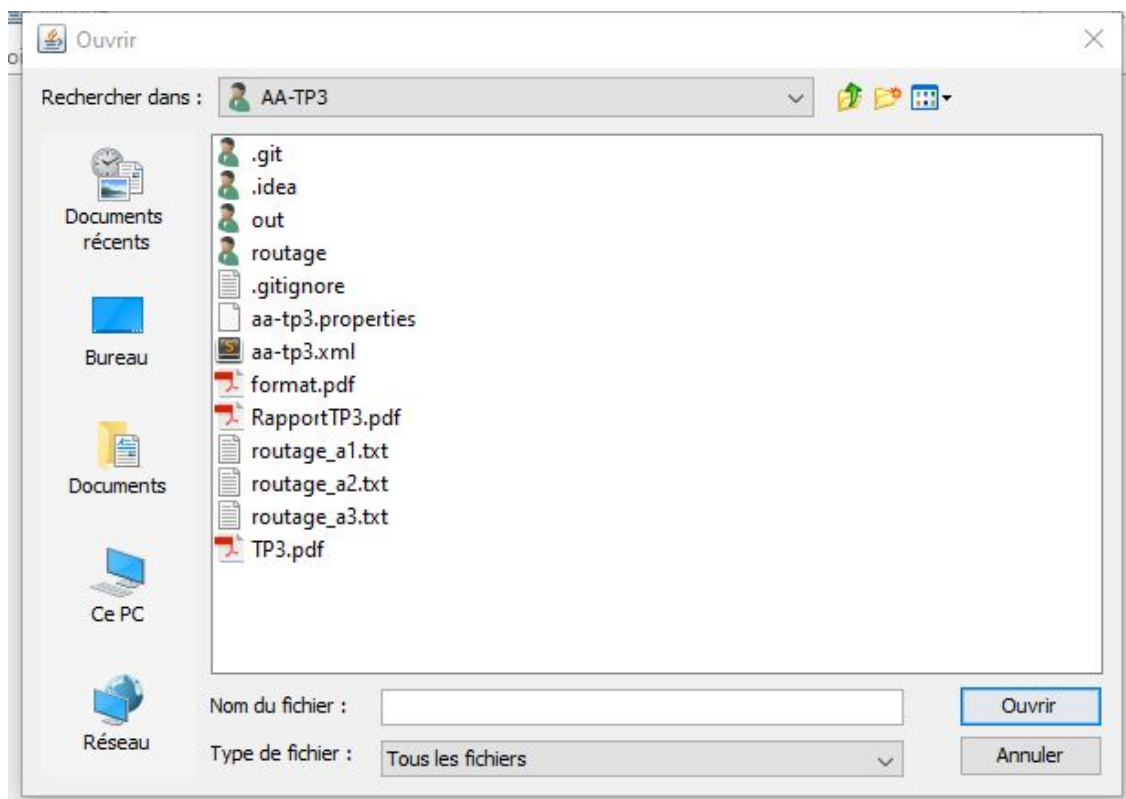 Ouvrir
Rechercher dans :
AA-TP3
.git
.idea
out
routage
.gitignore
aa-tp3.properties
aa-tp3.xml
format.pdf
RapportTP3.pdf
routage_a1.txt
routage_a2.txt
routage_a3.txt
TP3.pdf
Documents
récents
Bureau
Documents
Ce PC
Réseau
Nom du fichier :
Ouvrir
Type de fichier :
Tous les fichiers
Annuler